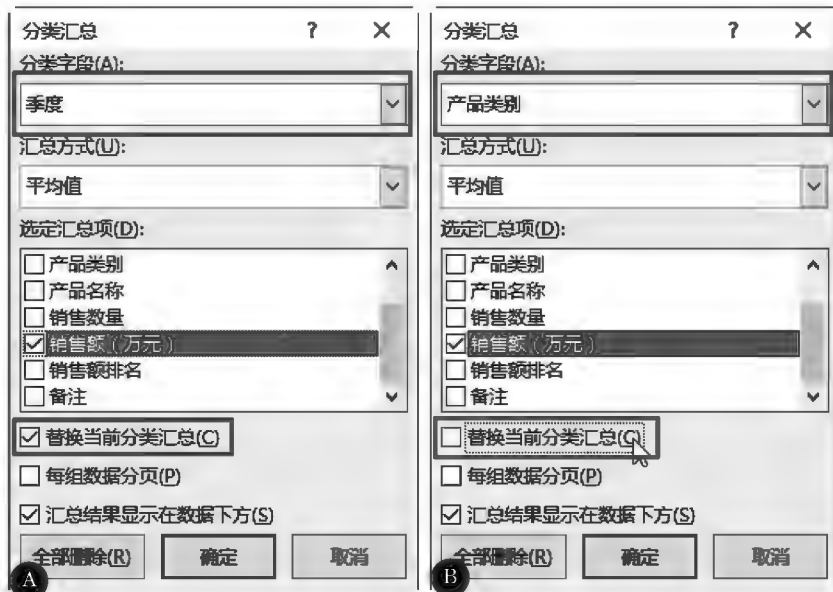 分类汇总 ? ×
分类字段(A):
季度
汇总方式(U):
平均值
选定汇总项(D):
产品类别
产品名称
销售数量
销售额（万元）
销售额排名
备注
替换当前分类汇总(C)
每组数据分页(P)
汇总结果显示在数据下方(S)
全部删除(R) 确定 取消
A
分类汇总 ? ×
分类字段(A):
产品类别
汇总方式(U):
平均值
选定汇总项(D):
产品类别
产品名称
销售数量
销售额（万元）
销售额排名
备注
替换当前分类汇总(C)
每组数据分页(P)
汇总结果显示在数据下方(S)
全部删除(R) 确定 取消
B